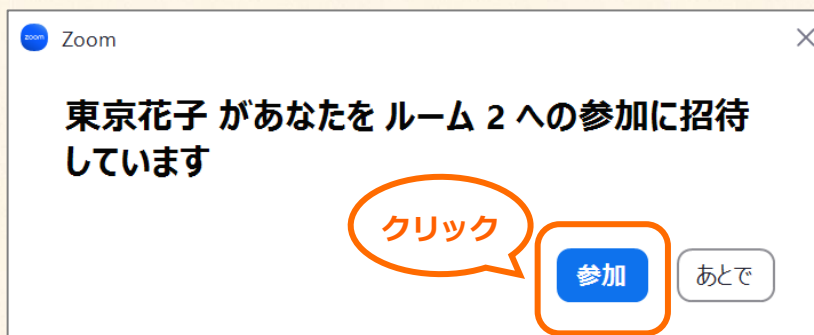 zoom Zoom
東京花子 があなたを ルーム 2 への参加に招待
しています
クリック
参加 あとで